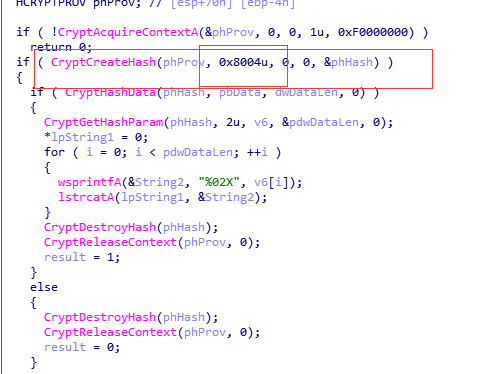 HCRYPTPROV phProv; // [esp+70h] [ebp-4h]
if ( !CryptAcquireContextA(&phProv, 0, 0, 1u, 0xF0000000) )
return 0;
if ( CryptCreateHash(phProv, 0x8004u, 0, 0, &phHash) )
{
if ( CryptHashData(phHash, pbData, dwDataLen, 0) )
{
CryptGetHashParam(phHash, 2u, v6, &pdwDataLen, 0);
*lpString1 = 0;
for ( i = 0; i < pdwDataLen; ++i )
{
wsprintfA(&String2, "%02X", v6[i]);
lstrcatA(lpString1, &String2);
}
CryptDestroyHash(phHash);
CryptReleaseContext(phProv, 0);
result = 1;
}
else
{
CryptDestroyHash(phHash);
CryptReleaseContext(phProv, 0);
result = 0;
}